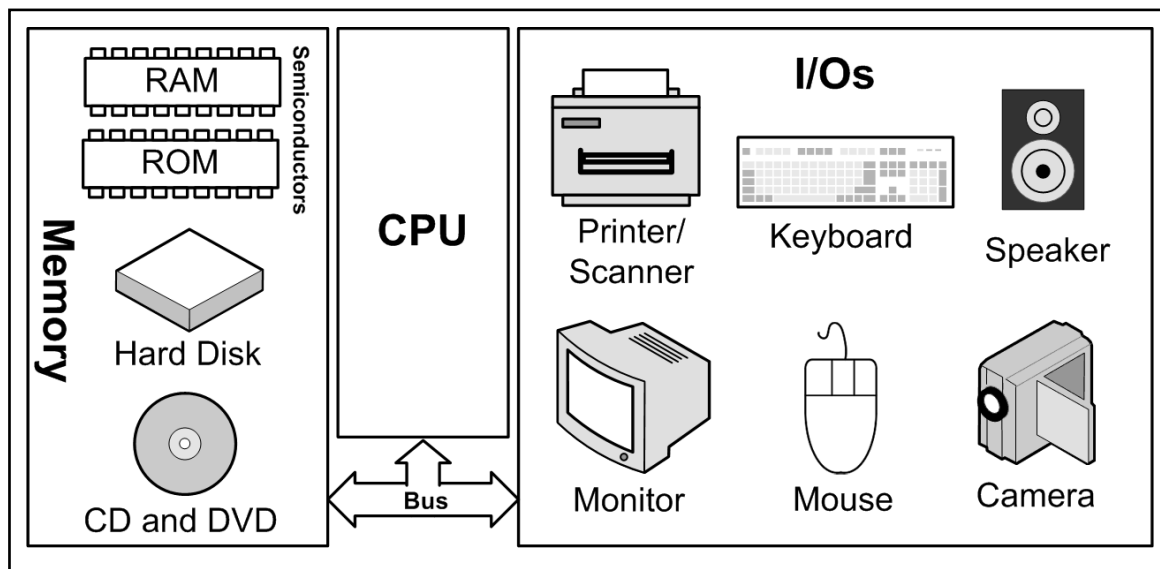 Memory
RAM
ROM
Semiconductors
Hard Disk
CD and DVD
CPU
Bus
I/Os
Printer/
Scanner
Keyboard
Speaker
Monitor
Mouse
Camera